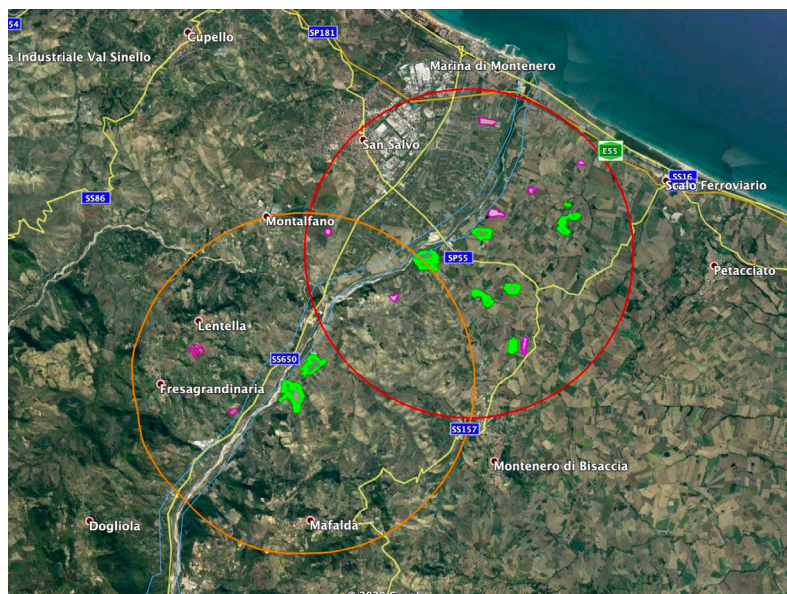 54
Cupello
SP181
a Industriale Val Sinello
Marina di Montenero
San Salvo
E55
SS16
Scalo Ferroviario
SS86
Montalfano
SP55
Petacciato
Lentella
SS650
Fresagrandinaria
SS157
Montenero di Bisaccia
Dogliola
Mafalda